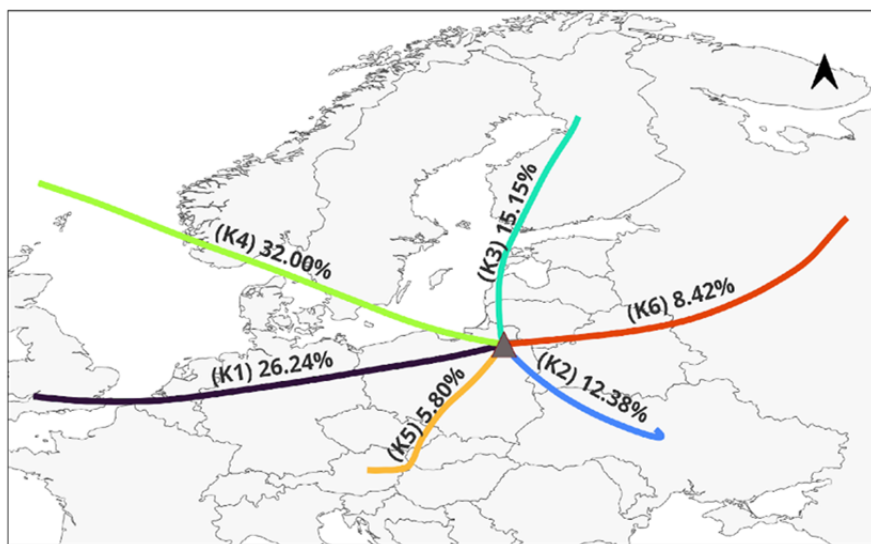 (K3) 15.15%
(K4) 32.00%
(K6) 8.42%
(K1) 26.24%
(K2) 12.38%
(K5) 5.80%